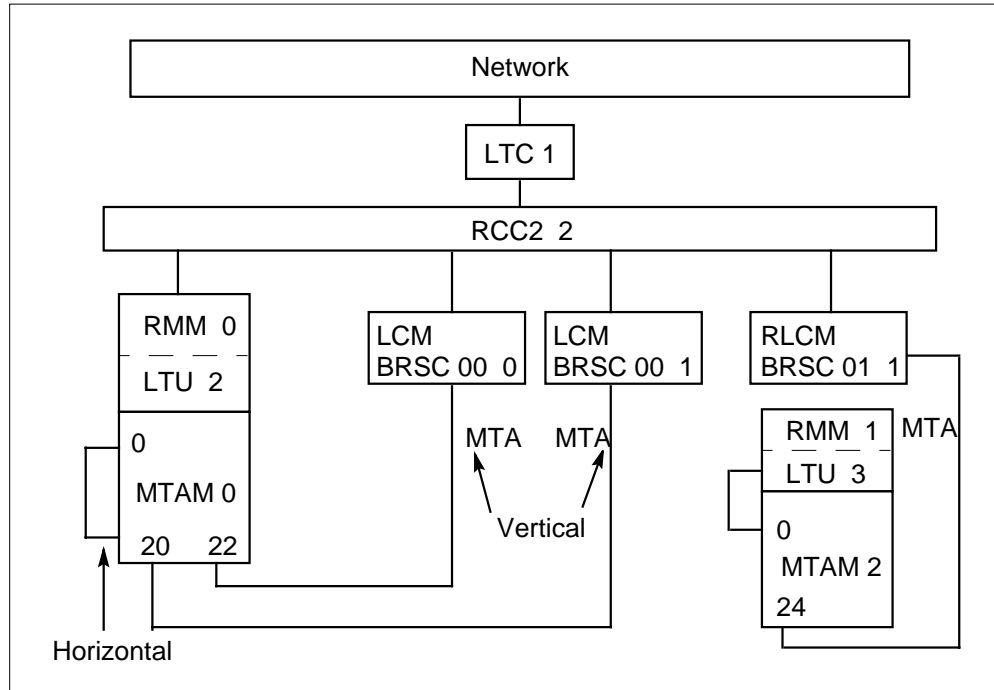 Network
LTC 1
RCC2 2
RMM 0
LTU 2
0
MTAM 0
20 22
Horizontal
LCM
BRSC 00 0
LCM
BRSC 00 1
MTA
MTA
Vertical
RLCM
BRSC 01 1
RMM 1
MTA
LTU 3
0
MTAM 2
24